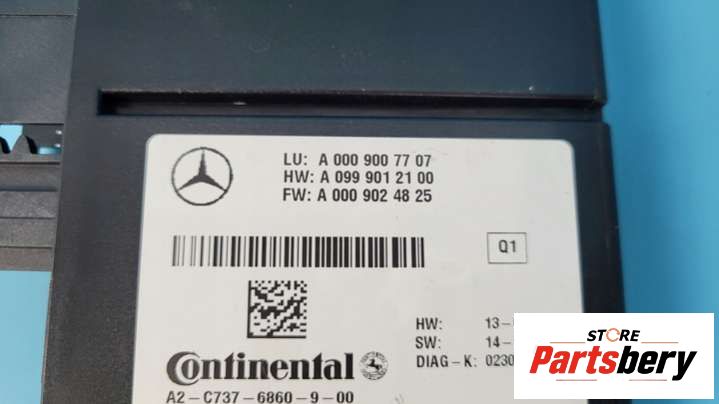 LU: A 000 900 77 07
HW: A 099 901 21 00
FW: A 000 902 48 25
Q1
HW: 13-
SW: 14-
DIAG-K: 0230
Continental
A2-C737-6860-9-00
STORE
Partsbery